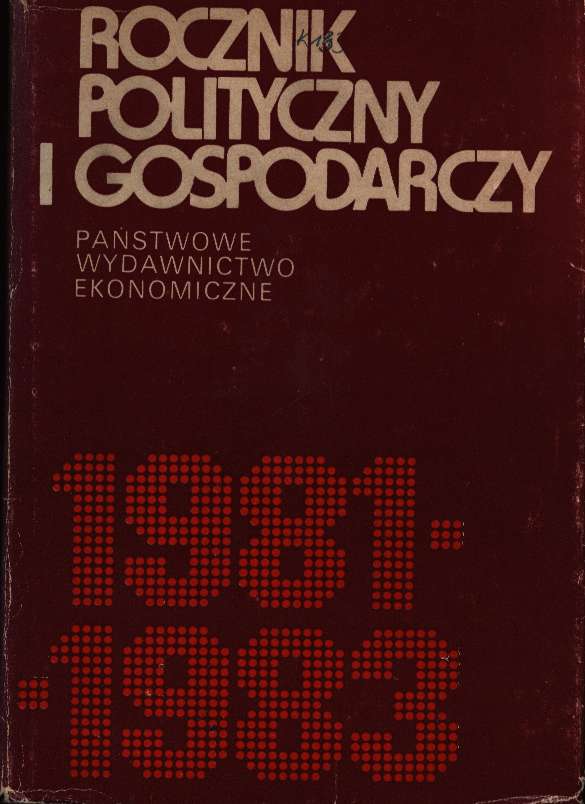 ROCZNIK
POLITYCZNY
I GOSPODARCZY
PAŃSTWOWE
WYDAWNICTWO
EKONOMICZNE
1981-
-1983